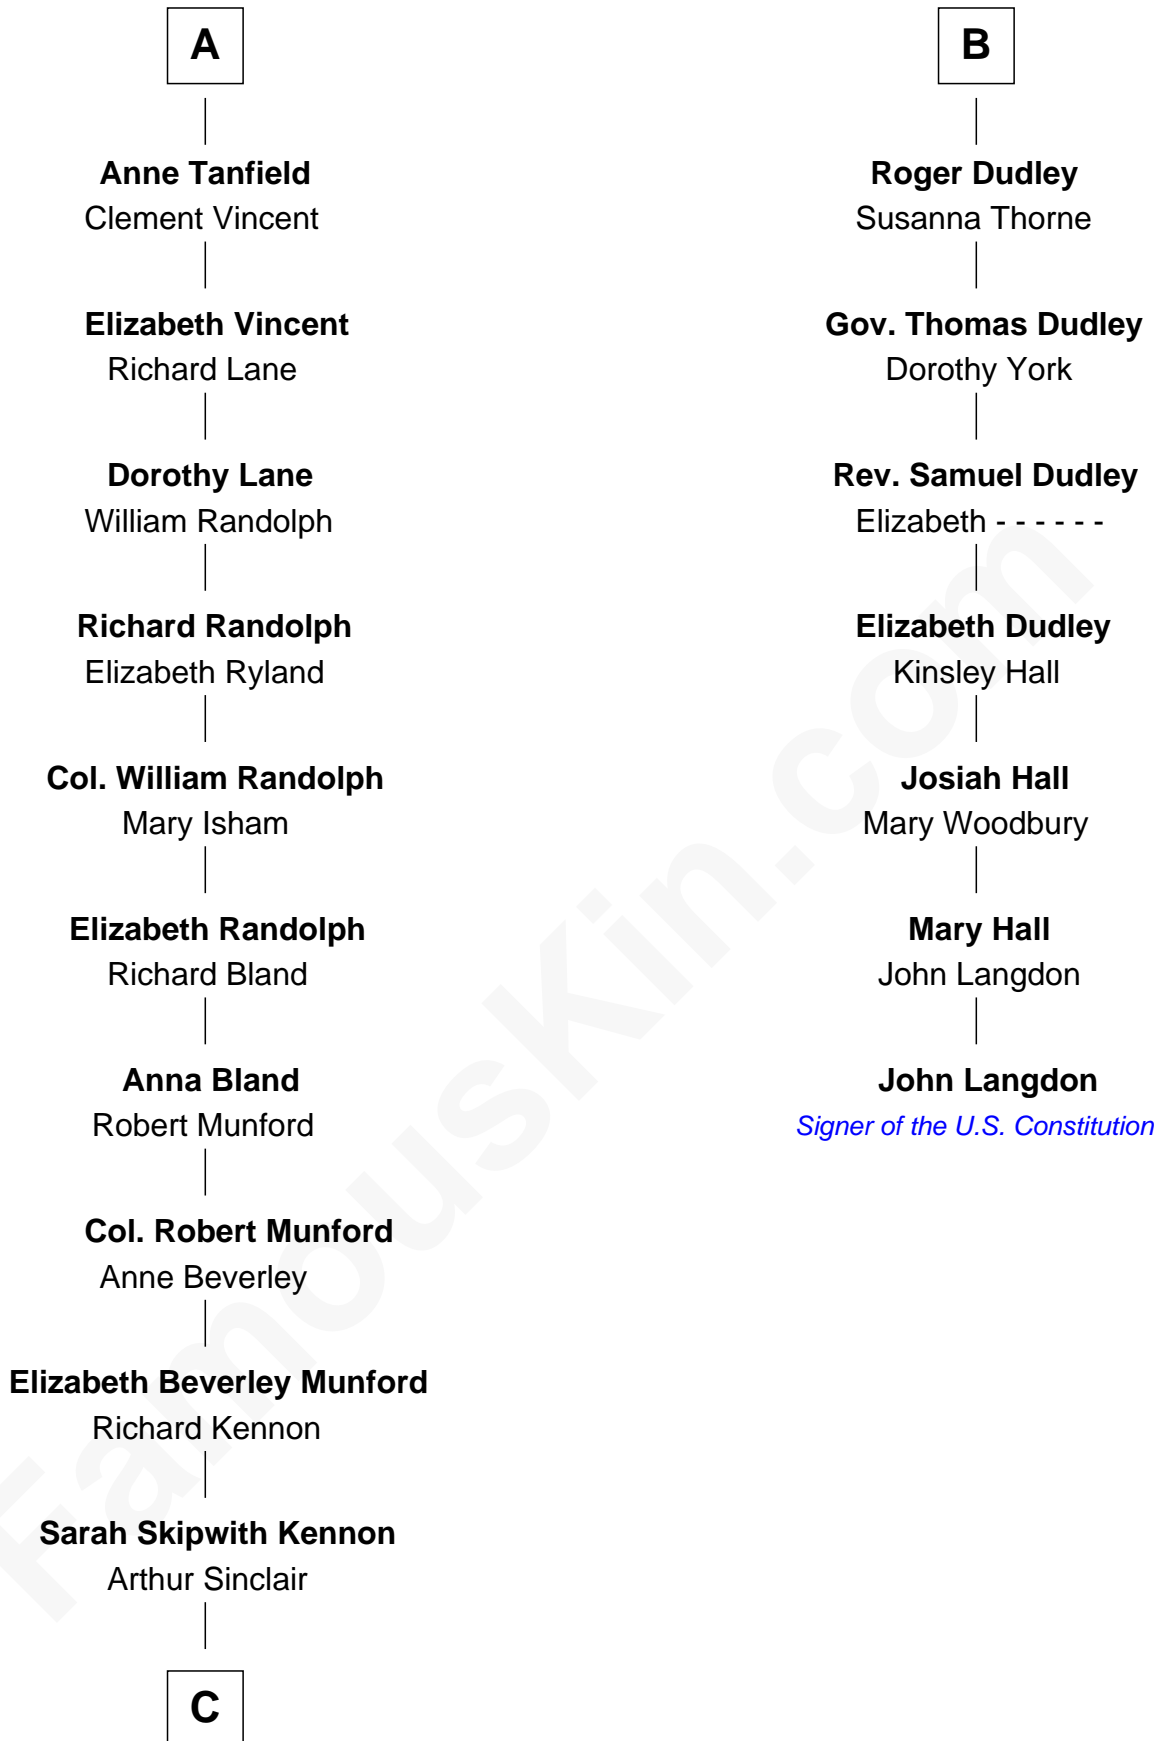 A
Anne Tanfield
Clement Vincent
Elizabeth Vincent
Richard Lane
Dorothy Lane
William Randolph
Richard Randolph
Elizabeth Ryland
Col. William Randolph
Mary Isham
Elizabeth Randolph
Richard Bland
Anna Bland
Robert Munford
Col. Robert Munford
Anne Beverley
Elizabeth Beverley Munford
Richard Kennon
Sarah Skipwith Kennon
Arthur Sinclair
C
B
Roger Dudley
Susanna Thorne
Gov. Thomas Dudley
Dorothy York
Rev. Samuel Dudley
Elizabeth - - - - - -
Elizabeth Dudley
Kinsley Hall
Josiah Hall
Mary Woodbury
Mary Hall
John Langdon
John Langdon
Signer of the U.S. Constitution
FamousKin.com